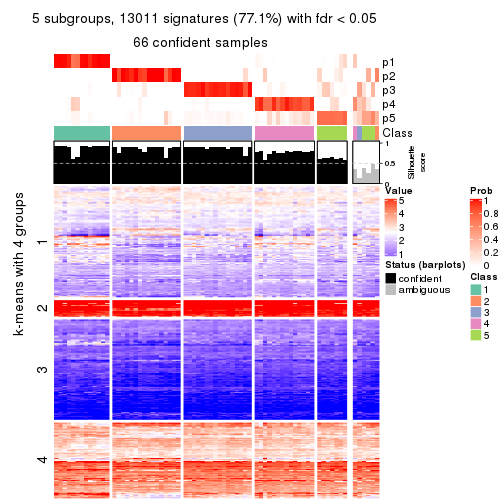 5 subgroups, 13011 signatures (77.1%) with fdr < 0.05
66 confident samples
p1
p2
p3
p4
p5
Class
1
0.5
0
Silhouette
score
k-means with 4 groups
1
2
3
4
Value
5
4
3
2
1
Status (barplots)
confident
ambiguous
Prob
1
0.8
0.6
0.4
0.2
0
Class
1
2
3
4
5